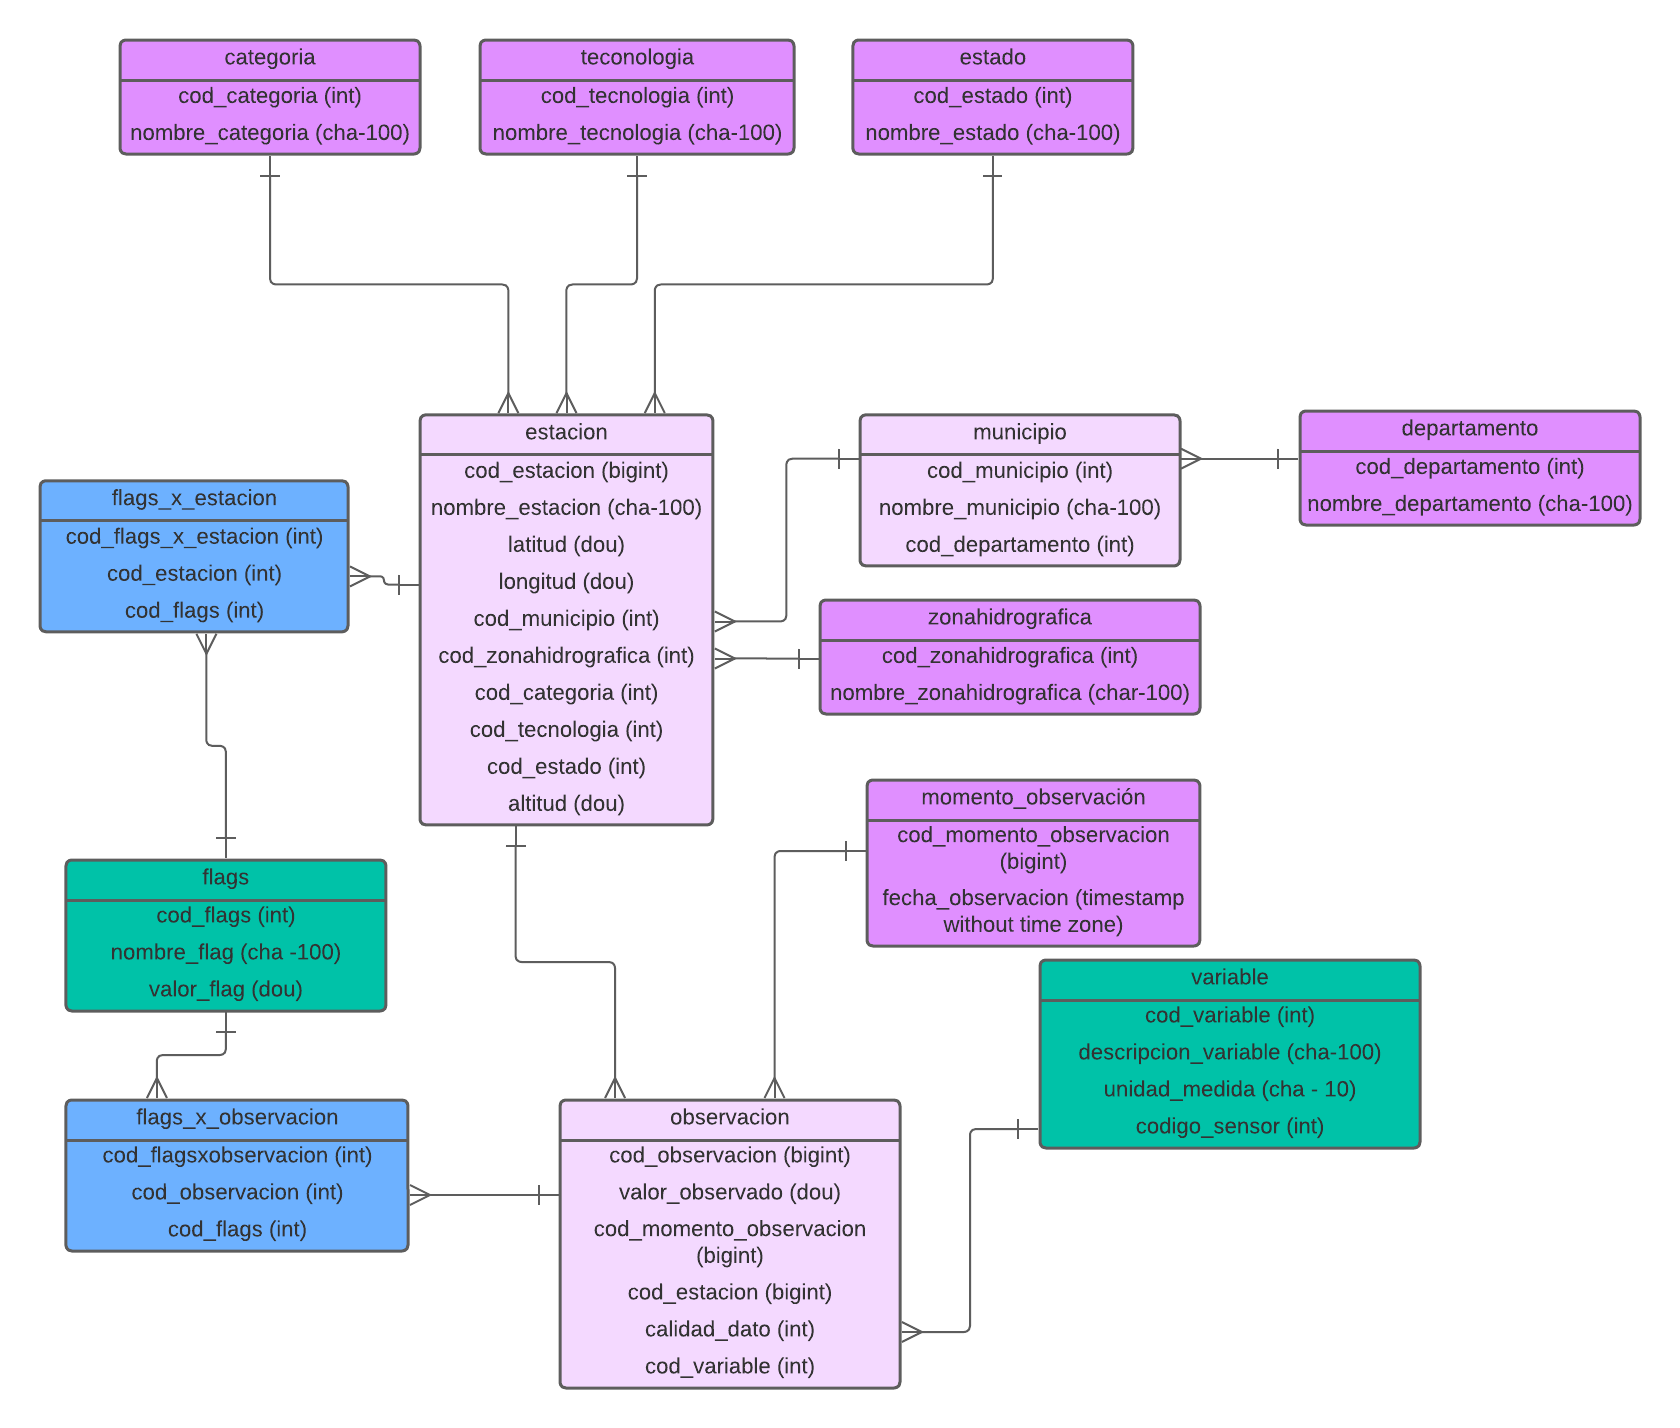 categoria
cod_categoria (int)
nombre_categoria (cha-100)
teconologia
cod_tecnologia (int)
nombre_tecnologia (cha-100)
estado
cod_estado (int)
nombre_estado (cha-100)
estacion
cod_estacion (bigint)
nombre_estacion (cha-100)
latitud (dou)
longitud (dou)
cod_municipio (int)
cod_zonahidrografica (int)
cod_categoria (int)
cod_tecnologia (int)
cod_estado (int)
altitud (dou)
municipio
cod_municipio (int)
nombre_municipio (cha-100)
cod_departamento (int)
departamento
cod_departamento (int)
nombre_departamento (cha-100)
flags_x_estacion
cod_flags_x_estacion (int)
cod_estacion (int)
cod_flags (int)
zonahidrografica
cod_zonahidrografica (int)
nombre_zonahidrografica (char-100)
momento_observación
cod_momento_observacion
(bigint)
fecha_observacion (timestamp
without time zone)
flags
cod_flags (int)
nombre_flag (cha -100)
valor_flag (dou)
variable
cod_variable (int)
descripcion_variable (cha-100)
unidad_medida (cha - 10)
codigo_sensor (int)
flags_x_observacion
cod_flagsxobservacion (int)
cod_observacion (int)
cod_flags (int)
observacion
cod_observacion (bigint)
valor_observado (dou)
cod_momento_observacion
(bigint)
cod_estacion (bigint)
calidad_dato (int)
cod_variable (int)